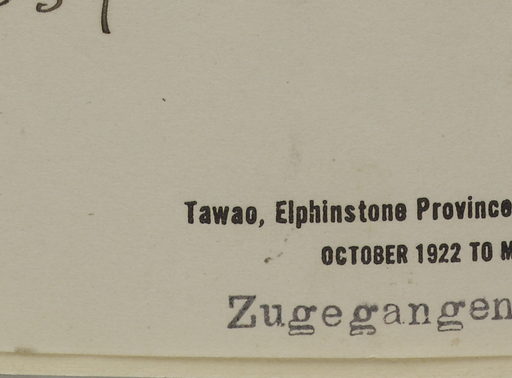 Tawao, Elphinstone Province
OCTOBER 1922 TO M
Zugegangen